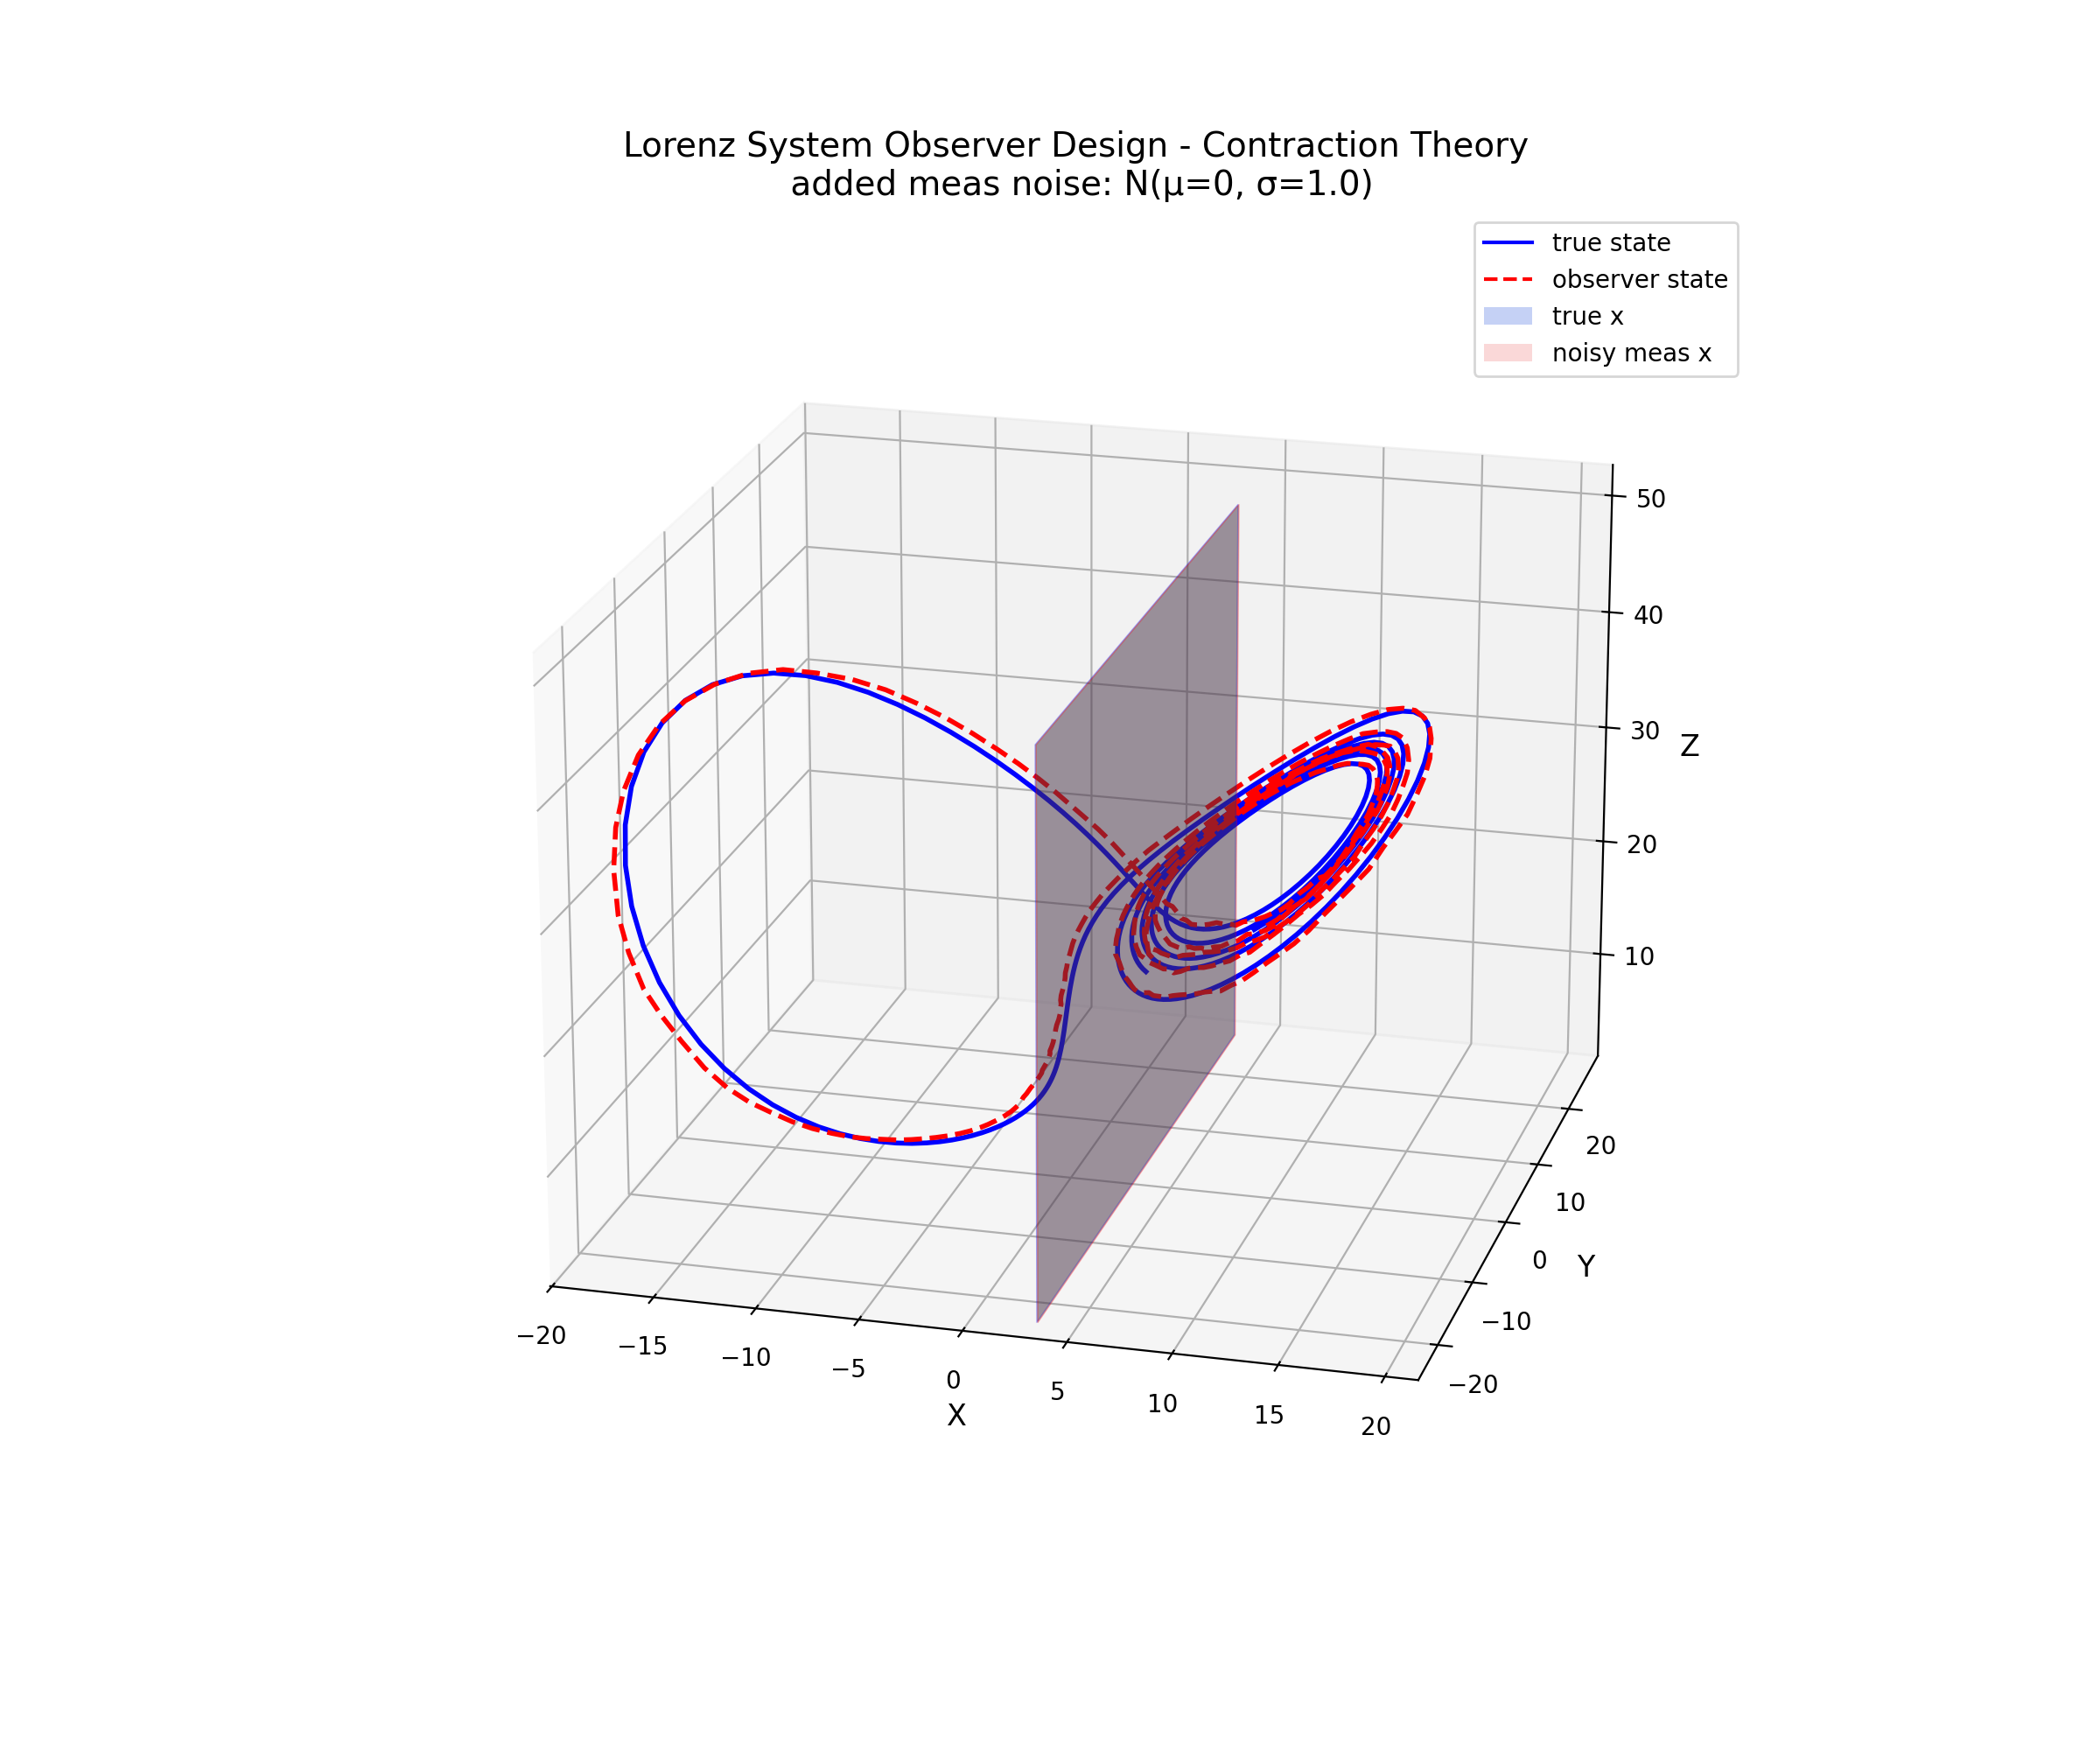 Lorenz System Observer Design - Contraction Theory
added meas noise: N(μ=0, σ=1.0)
true state
observer state
true x
noisy meas x
50
40
30
Z
20
10
20
10
0
Y
−10
−20
−20
−15
−10
−5
0
5
10
15
20
X